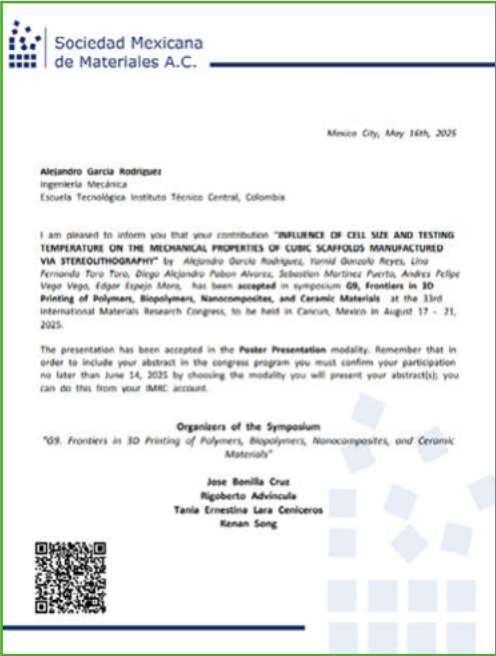 Sociedad Mexicana
de Materiales A.C.
Mexico City, May 16th, 2025
Alejandro García Rodríguez
Ingeniería Mecánica
Escuela Tecnológica Instituto Técnico Central, Colombia
I am pleased to inform you that your contribution "INFLUENCE OF CELL SIZE AND TESTING
TEMPERATURE ON THE MECHANICAL PROPERTIES OF CUBIC SCAFFOLDS MANUFACTURED
VIA STEREOLITHOGRAPHY" by Alejandro García Rodríguez, Yamid Gonzalo Reyes, Lina
Fernanda Toro Toro, Diego Alejandro Pabon Alvarez, Sebastian Martinez Puerto, Andres Felipe
Vega Vega, Edgar Espejo Mora, has been accepted in symposium G9, Frontiers in 3D
Printing of Polymers, Biopolymers, Nanocomposites, and Ceramic Materials at the 33rd
International Materials Research Congress, to be held in Cancun, Mexico in August 17 - 21,
2025.
The presentation has been accepted in the Poster Presentation modality. Remember that in
order to include your abstract in the congress program you must confirm your participation
no later than June 14, 2025 by choosing the modality you will present your abstract(s); you
can do this from your IMRC account.
Organizers of the Symposium
"G9. Frontiers in 3D Printing of Polymers, Biopolymers, Nanocomposites, and Ceramic
Materials"
Jose Bonilla Cruz
Rigoberto Advincula
Tania Ernestina Lara Ceniceros
Kenan Song